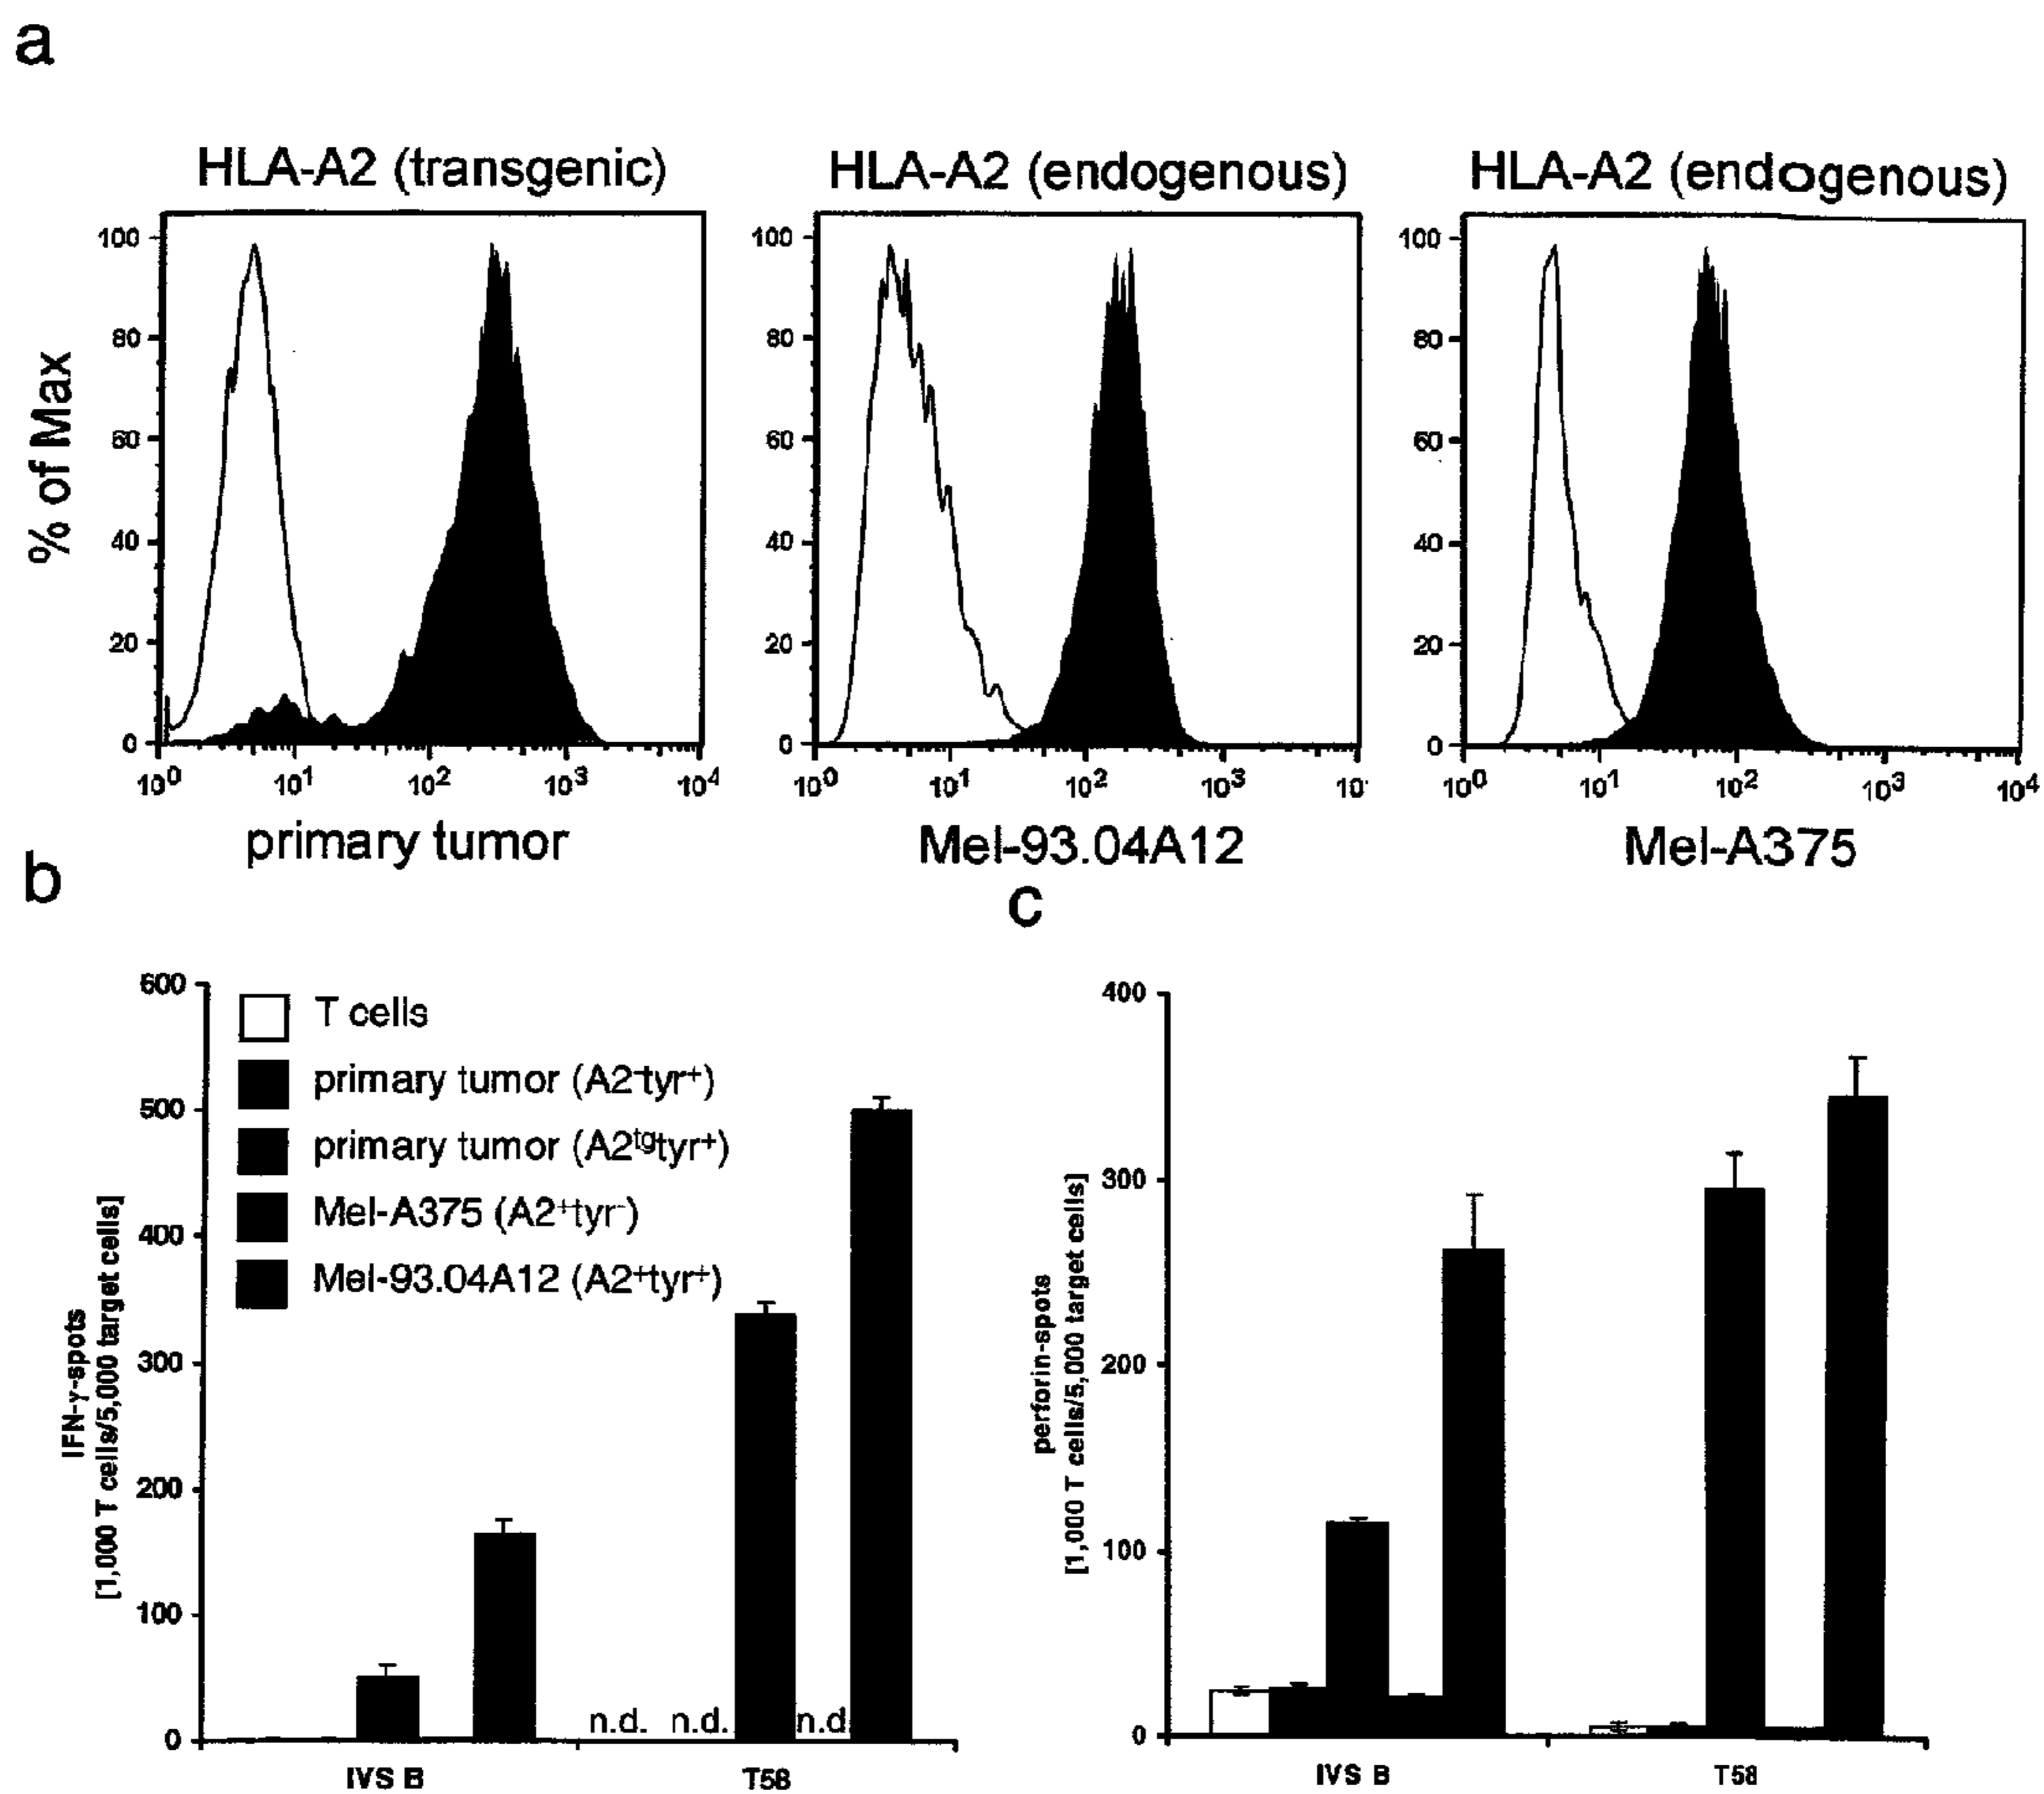 a
HLA-A2 (transgenic)
HLA-A2 (endogenous)
HLA-A2 (endogenous)
% of Max
100
80
60
40
20
0
10⁰ 10¹ 10² 10³ 10⁴
primary tumor
100
80
60
40
20
0
10⁰ 10¹ 10² 10³ 10
Mel-93.04A12
100
80
60
40
20
0
10⁰ 10¹ 10² 10³ 10⁴
Mel-A375
b
IFN-γ-spots
[1,000 T cells/5,000 target cells]
600
500
400
300
200
100
0
T cells
primary tumor (A2⁻tyr⁺)
primary tumor (A2ᵗᵍtyr⁺)
Mel-A375 (A2⁺tyr⁻)
Mel-93.04A12 (A2⁺tyr⁺)
n.d. n.d. n.d
IVS B T58
c
perforin-spots
[1,000 T cells/5,000 target cells]
400
300
200
100
0
IVS B T58